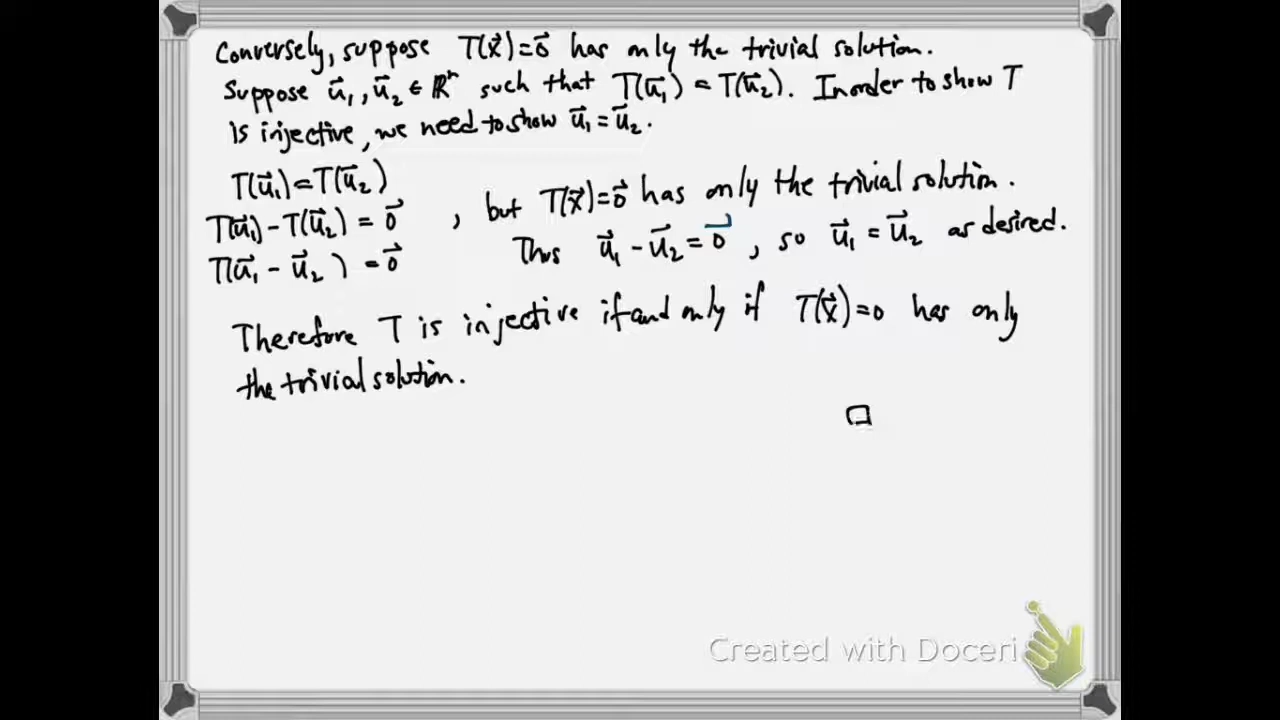 Conversely, suppose T(x⃗)=0⃗ has only the trivial solution.
Suppose u⃗₁, u⃗₂ ∈ ℝⁿ such that T(u⃗₁) = T(u⃗₂). In order to show T
is injective, we need to show u⃗₁ = u⃗₂.
T(u⃗₁)=T(u⃗₂)
T(u⃗₁)-T(u⃗₂) = 0⃗
T(u⃗₁ - u⃗₂) = 0⃗
, but T(x⃗)=0⃗ has only the trivial solution.
Thus u⃗₁ - u⃗₂ = 0⃗, so u⃗₁ = u⃗₂ as desired.
Therefore T is injective if and only if T(x⃗)=0 has only
the trivial solution.
□
Created with Doceri